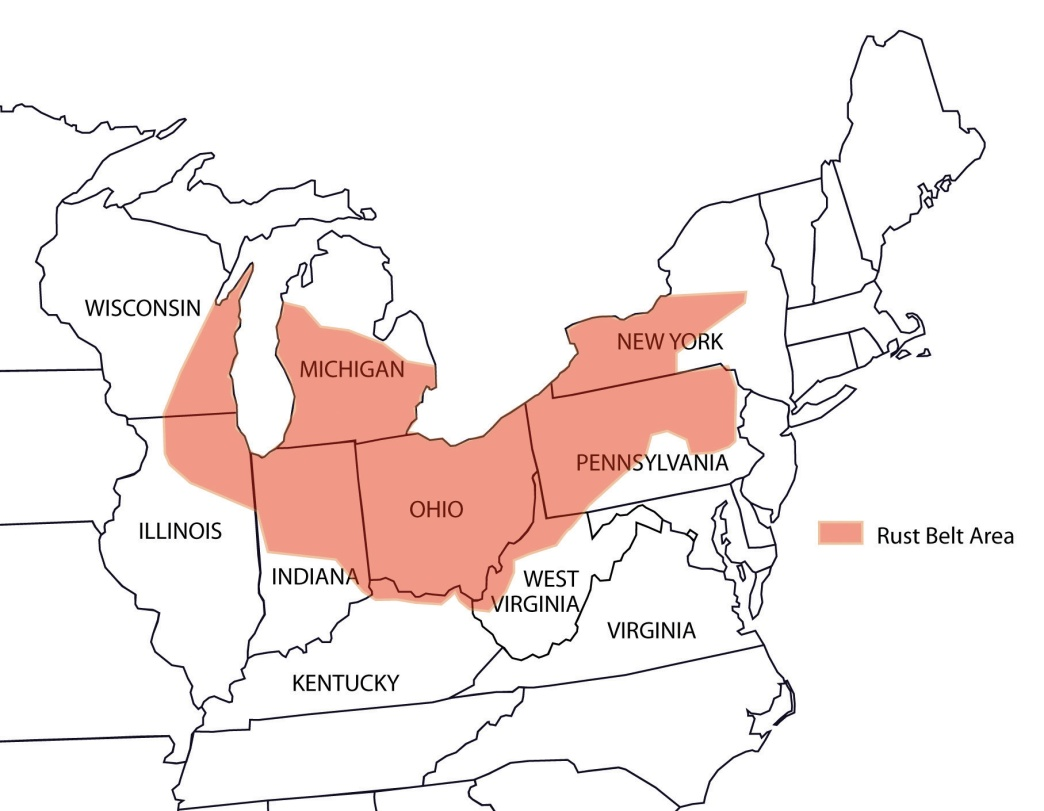 WISCONSIN
NEW YORK
MICHIGAN
PENNSYLVANIA
OHIO
ILLINOIS
Rust Belt Area
INDIANA
WEST
VIRGINIA
VIRGINIA
KENTUCKY